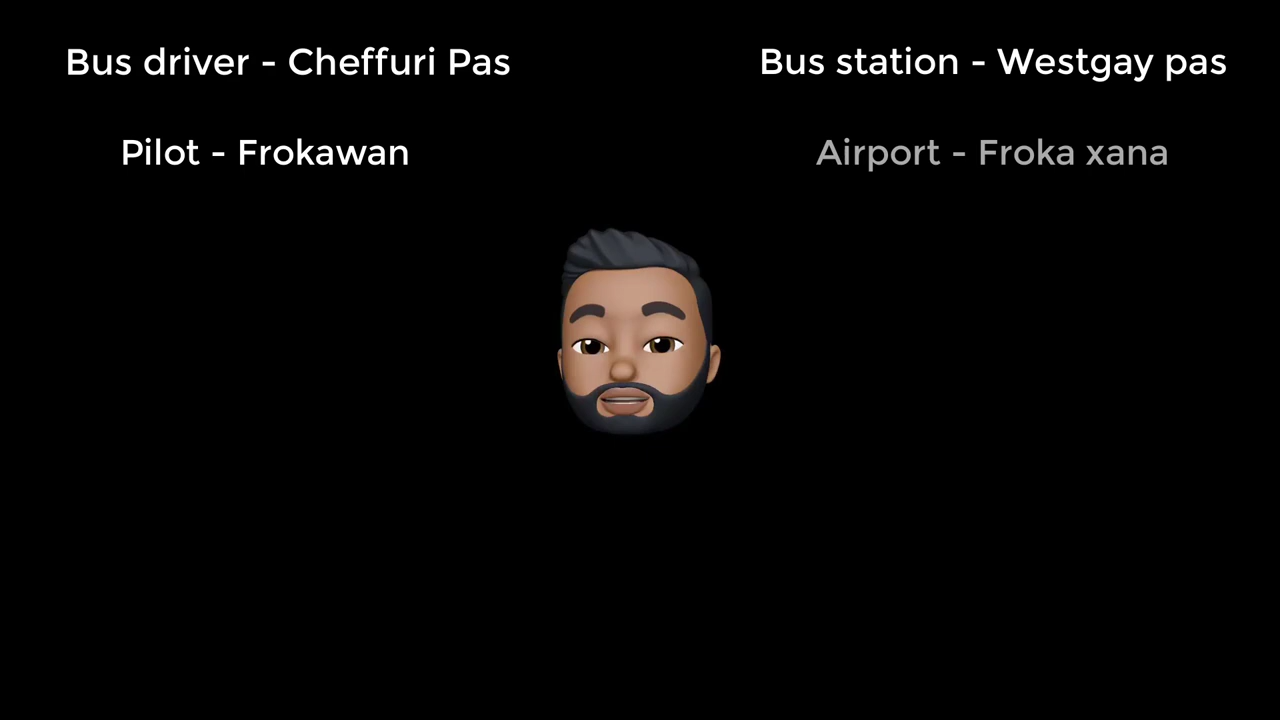 Bus driver - Cheffuri Pas
Bus station - Westgay pas
Pilot - Frokawan
Airport - Froka xana